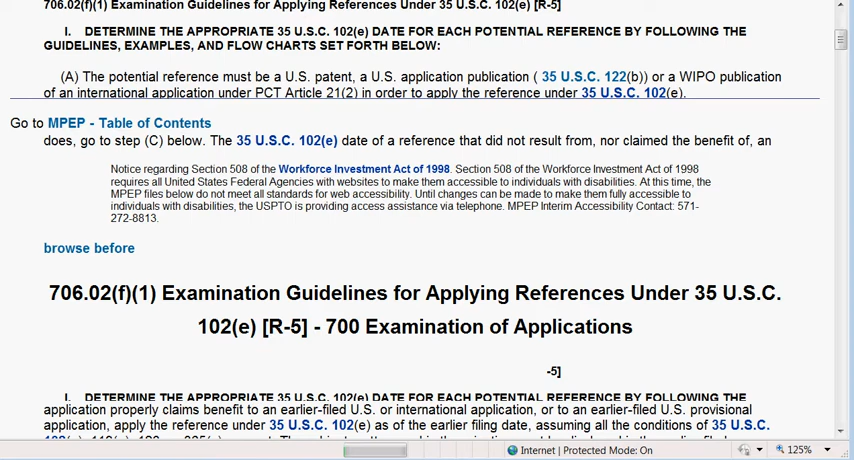 706.02(f)(1) Examination Guidelines for Applying References Under 35 U.S.C. 102(e) [R-5]
I. DETERMINE THE APPROPRIATE 35 U.S.C. 102(e) DATE FOR EACH POTENTIAL REFERENCE BY FOLLOWING THE
GUIDELINES, EXAMPLES, AND FLOW CHARTS SET FORTH BELOW:
(A) The potential reference must be a U.S. patent, a U.S. application publication ( 35 U.S.C. 122(b)) or a WIPO publication
of an international application under PCT Article 21(2) in order to apply the reference under 35 U.S.C. 102(e).
Go to MPEP - Table of Contents
does, go to step (C) below. The 35 U.S.C. 102(e) date of a reference that did not result from, nor claimed the benefit of, an
Notice regarding Section 508 of the Workforce Investment Act of 1998. Section 508 of the Workforce Investment Act of 1998
requires all United States Federal Agencies with websites to make them accessible to individuals with disabilities. At this time, the
MPEP files below do not meet all standards for web accessibility. Until changes can be made to make them fully accessible to
individuals with disabilities, the USPTO is providing access assistance via telephone. MPEP Interim Accessibility Contact: 571-
272-8813.
browse before
706.02(f)(1) Examination Guidelines for Applying References Under 35 U.S.C.
102(e) [R-5] - 700 Examination of Applications
-5]
I. DETERMINE THE APPROPRIATE 35 U.S.C. 102(e) DATE FOR EACH POTENTIAL REFERENCE BY FOLLOWING THE
application properly claims benefit to an earlier-filed U.S. or international application, or to an earlier-filed U.S. provisional
application, apply the reference under 35 U.S.C. 102(e) as of the earlier filing date, assuming all the conditions of 35 U.S.C.
Internet | Protected Mode: On
125%